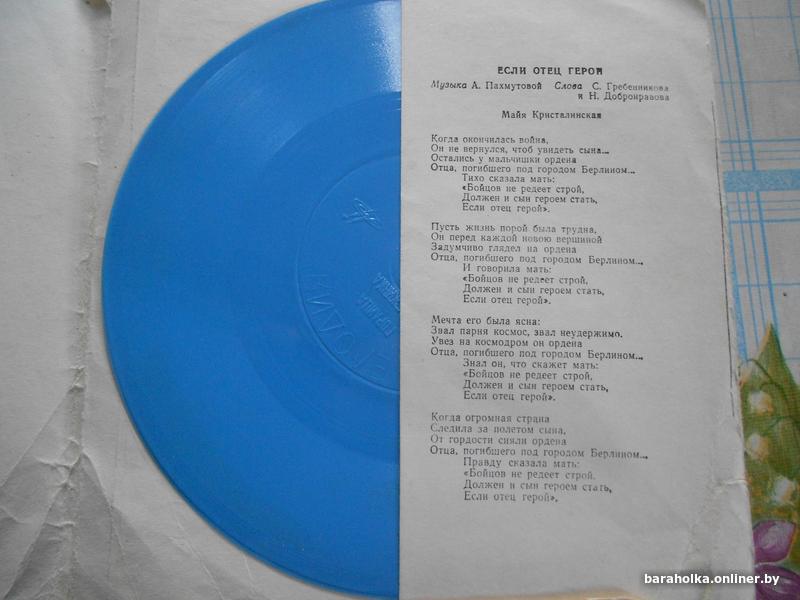 ЕСЛИ ОТЕЦ ГЕРОЙ
Музыка А. Пахмутовой Слова С. Гребенникова
и Н. Добронравова
Майя Кристалинская
Когда окончилась война,
Он не вернулся, чтоб увидеть сына...
Остались у мальчишки ордена
Отца, погибшего под городом Берлином...
Тихо сказала мать:
«Бойцов не редеет строй,
Должен и сын героем стать,
Если отец герой».
Пусть жизнь порой была трудна,
Он перед каждой новою вершиной
Задумчиво глядел на ордена
Отца, погибшего под городом Берлином...
И говорила мать:
«Бойцов не редеет строй,
Должен и сын героем стать,
Если отец герой».
Мечта его была ясна:
Звал парня космос, звал неудержимо.
Увез на космодром он ордена
Отца, погибшего под городом Берлином...
Знал он, что скажет мать:
«Бойцов не редеет строй,
Должен и сын героем стать,
Если отец герой».
Когда огромная страна
Следила за полетом сына,
От гордости сияли ордена
Отца, погибшего под городом Берлином...
Правду сказала мать:
«Бойцов не редеет строй,
Должен и сын героем стать,
Если отец герой».
baraholka.onliner.by